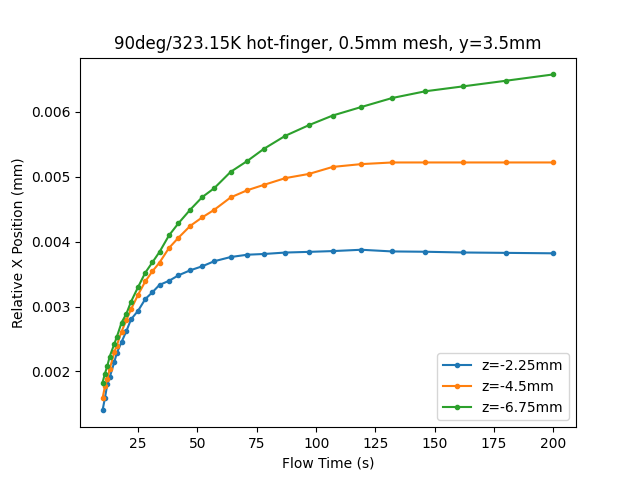 90deg/323.15K hot-finger, 0.5mm mesh, y=3.5mm
Relative X Position (mm)
0.006
0.005
0.004
0.003
0.002
z=-2.25mm
z=-4.5mm
z=-6.75mm
25 50 75 100 125 150 175 200
Flow Time (s)